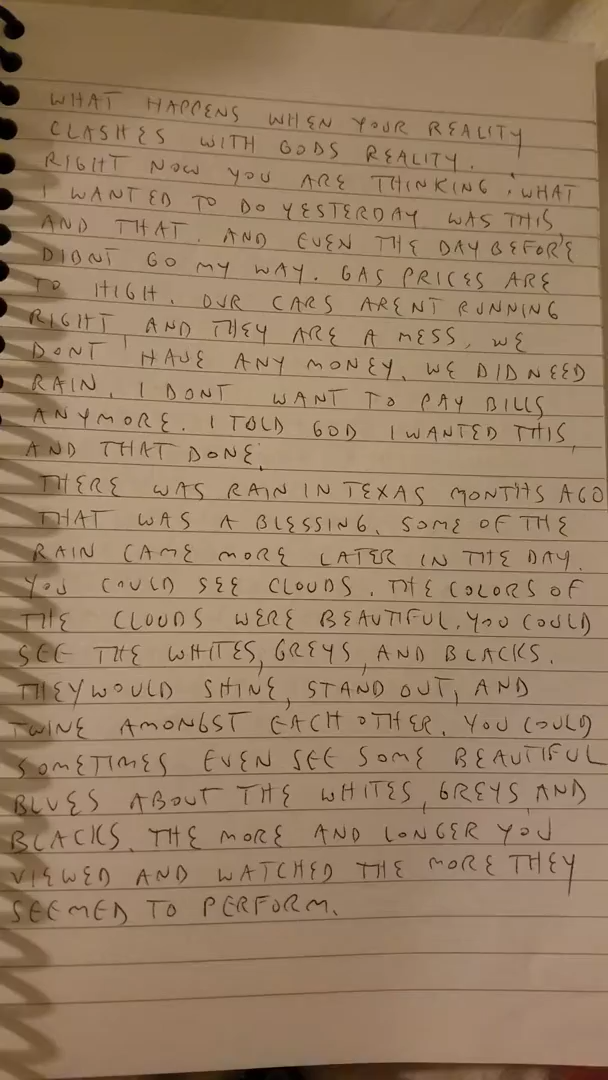 WHAT HAPPENS WHEN YOUR REALITY
CLASHES WITH GODS REALITY.
RIGHT NOW YOU ARE THINKING. WHAT
I WANTED TO DO YESTERDAY WAS THIS,
AND THAT. AND EVEN THE DAY BEFORE
DIDNT GO MY WAY. GAS PRICES ARE
TO HIGH. OUR CARS ARENT RUNNING
RIGHT AND THEY ARE A MESS. WE
DONT HAVE ANY MONEY. WE DID NEED
RAIN. I DONT WANT TO PAY BILLS
ANYMORE. I TOLD GOD I WANTED THIS,
AND THAT DONE.
THERE WAS RAIN IN TEXAS MONTHS AGO
THAT WAS A BLESSING. SOME OF THE
RAIN CAME MORE LATER IN THE DAY.
YOU COULD SEE CLOUDS. THE COLORS OF
THE CLOUDS WERE BEAUTIFUL. YOU COULD
SEE THE WHITES, GREYS, AND BLACKS.
THEY WOULD SHINE, STAND OUT, AND
TWINE AMONGST EACH OTHER. YOU COULD
SOMETIMES EVEN SEE SOME BEAUTIFUL
BLUES ABOUT THE WHITES, GREYS, AND
BLACKS. THE MORE AND LONGER YOU
VIEWED AND WATCHED THE MORE THEY
SEEMED TO PERFORM.